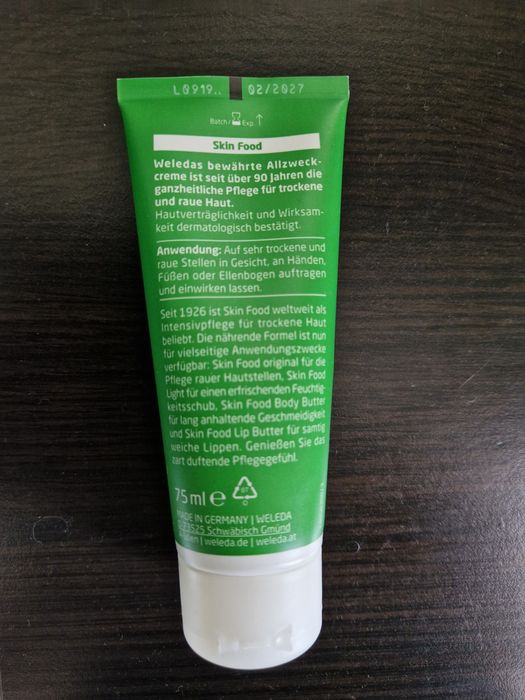 L0919.. 02/2027
Batch/ Exp
Skin Food
Weledas bewährte Allzweck-
creme ist seit über 90 Jahren die
ganzheitliche Pflege für trockene
und raue Haut.
Hautverträglichkeit und Wirksam-
keit dermatologisch bestätigt.
Anwendung: Auf sehr trockene und
raue Stellen in Gesicht, an Händen,
Füßen oder Ellenbogen auftragen
und einwirken lassen.
Seit 1926 ist Skin Food weltweit als
Intensivpflege für trockene Haut
beliebt. Die nährende Formel ist nun
für vielseitige Anwendungszwecke
verfügbar: Skin Food original für die
Pflege rauer Hautstellen, Skin Food
Light für einen erfrischenden Feuchtig-
keitsschub, Skin Food Body Butter
für lang anhaltende Geschmeidigkeit
und Skin Food Lip Butter für samtig
weiche Lippen. Genießen Sie das
zart duftende Pflegegefühl.
75 ml e
MADE IN GERMANY | WELEDA
D-73525 Schwäbisch Gmünd
| weleda.de | weleda.at